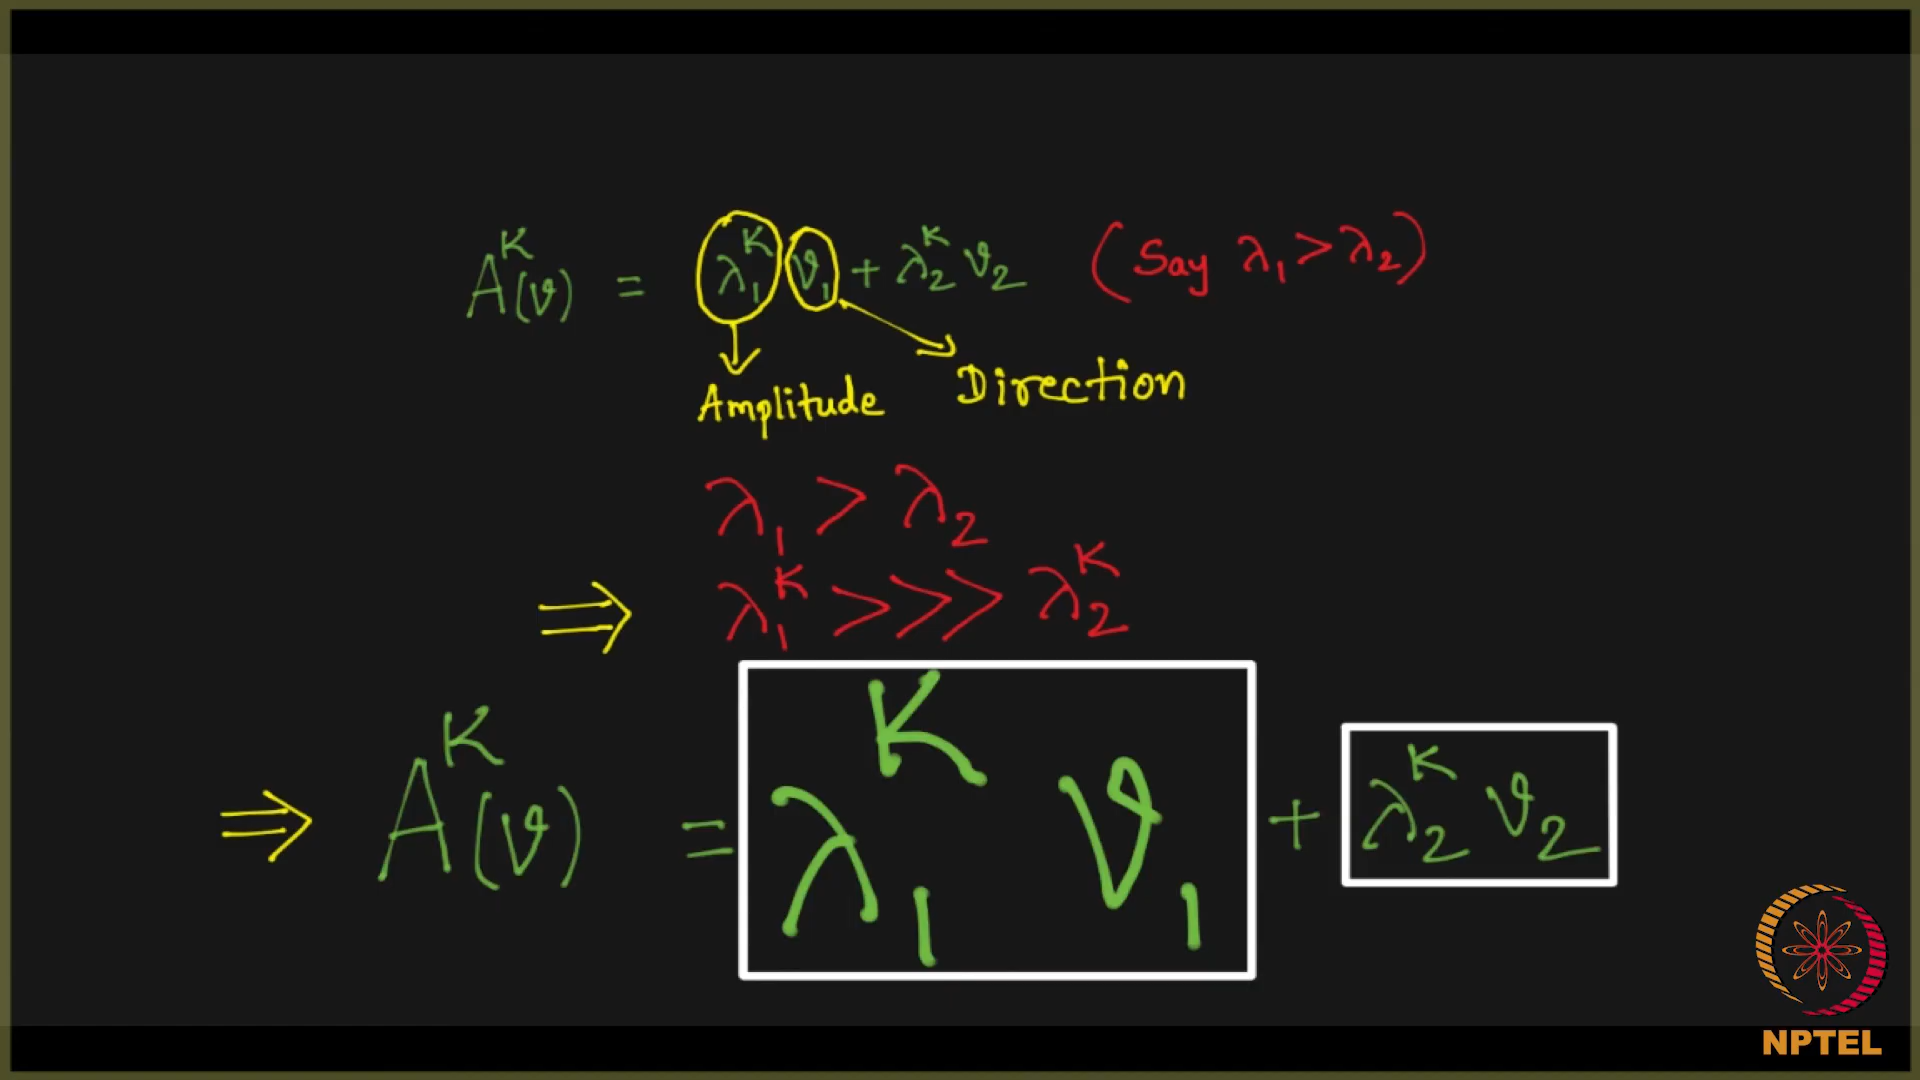 A^K(v) = λ₁^K v₁ + λ₂^K v₂ (Say λ₁ > λ₂)
Amplitude Direction
λ₁ > λ₂
⇒ λ₁^K >>> λ₂^K
⇒ A^K(v) = λ₁^K v₁ + λ₂^K v₂
NPTEL